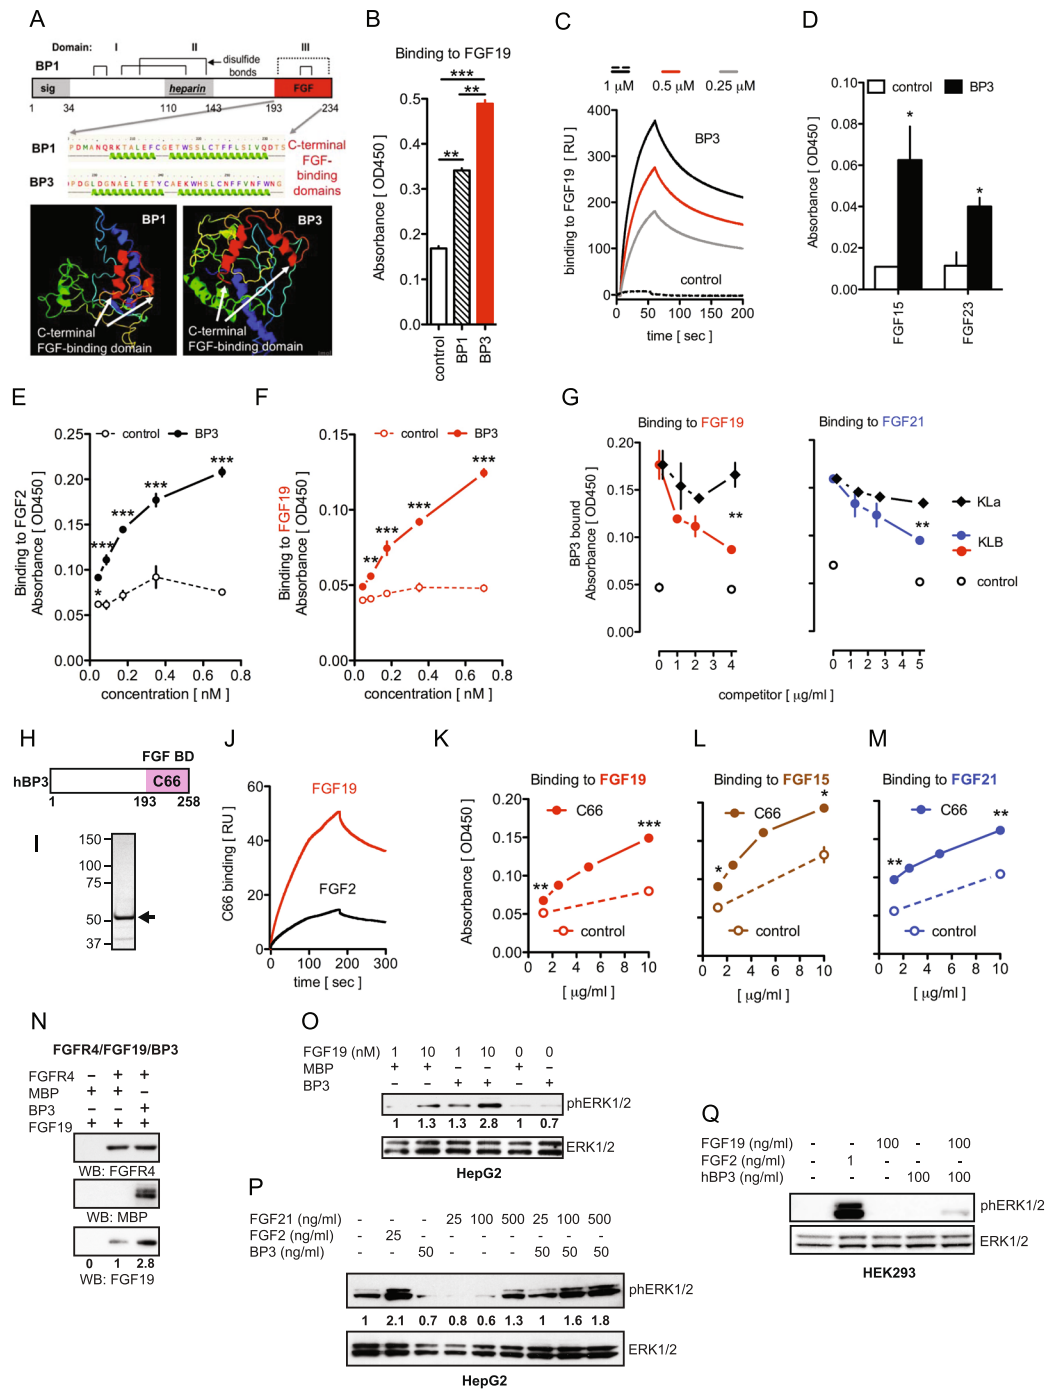 A
Domain: I II III
disulfide bonds
BP1
sig heparin FGF
1 34 110 143 193 234
BP1 PDMANQRKTALEFCGETWSSLCTFFLSIVQDTS
BP3 PDGLDGNAELTETYCAEKWHSLCNFFVNFWNG
C-terminal FGF-binding domains
BP1
C-terminal
FGF-binding domain
BP3
C-terminal
FGF-binding domain
B
Binding to FGF19
***
**
**
Absorbance [ OD450 ]
0.5
0.4
0.3
0.2
0.1
0.0
control BP1 BP3
C
1 μM 0.5 μM 0.25 μM
binding to FGF19 [ RU ]
400
300
200
100
0
BP3
control
0 50 100 150 200
time [ sec ]
D
control BP3
Absorbance [ OD450 ]
0.10
0.08
0.06
0.04
0.02
0.00
*
*
FGF15 FGF23
E
control BP3
Binding to FGF2
Absorbance [ OD450 ]
0.25
0.20
0.15
0.10
0.05
0.00
* *** *** *** ***
0.0 0.2 0.4 0.6 0.8
concentration [ nM ]
F
control BP3
Binding to FGF19
Absorbance [ OD450 ]
0.15
0.10
0.05
0.00
** *** *** ***
0.0 0.2 0.4 0.6 0.8
concentration [ nM ]
G
Binding to FGF19
Binding to FGF21
BP3 bound
Absorbance [ OD450 ]
0.20
0.15
0.10
0.05
0.00
**
**
KLa
KLB
control
0 1 2 3 4
0 1 2 3 4 5
competitor [ μg/ml ]
H
FGF BD
hBP3 C66
1 193 258
I
150
100
75
50
37
J
C66 binding [ RU ]
60
40
20
0
FGF19
FGF2
0 100 200 300
time [ sec ]
K
Binding to FGF19
Absorbance [ OD450 ]
0.20
0.15
0.10
0.05
0.00
C66
***
**
control
0 2 4 6 8 10
[ μg/ml ]
L
Binding to FGF15
C66
*
*
control
0 2 4 6 8 10
[ μg/ml ]
M
Binding to FGF21
C66
**
**
control
0 2 4 6 8 10
[ μg/ml ]
N
FGFR4/FGF19/BP3
FGFR4 – + +
MBP + + –
BP3 – – +
FGF19 + + +
WB: FGFR4
WB: MBP
0 1 2.8
WB: FGF19
O
FGF19 (nM) 1 10 1 10 0 0
MBP + + – – + –
BP3 – – + + – +
phERK1/2
1 1.3 1.3 2.8 1 0.7
ERK1/2
HepG2
P
FGF21 (ng/ml) - - - 25 100 500 25 100 500
FGF2 (ng/ml) - 25 - - - - - - -
BP3 (ng/ml) - - 50 - - - 50 50 50
phERK1/2
1 2.1 0.7 0.8 0.6 1.3 1 1.6 1.8
ERK1/2
HepG2
Q
FGF19 (ng/ml) - - 100 - 100
FGF2 (ng/ml) - 1 - - -
hBP3 (ng/ml) - - - 100 100
phERK1/2
ERK1/2
HEK293